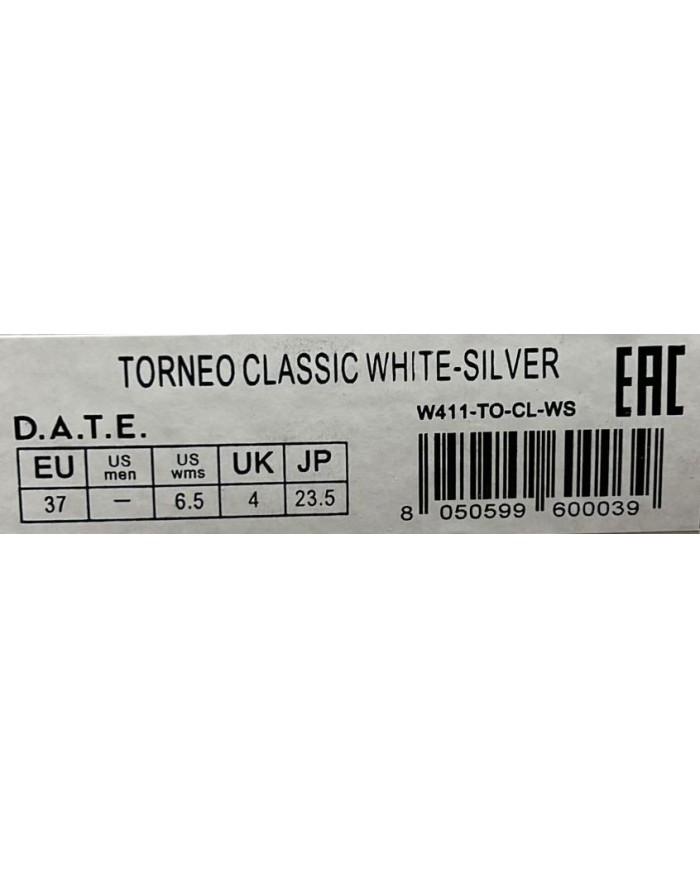 TORNEO CLASSIC WHITE-SILVER
EAC
W411-TO-CL-WS
D.A.T.E.
EU US men US wms UK JP
37 — 6.5 4 23.5
8 050599 600039